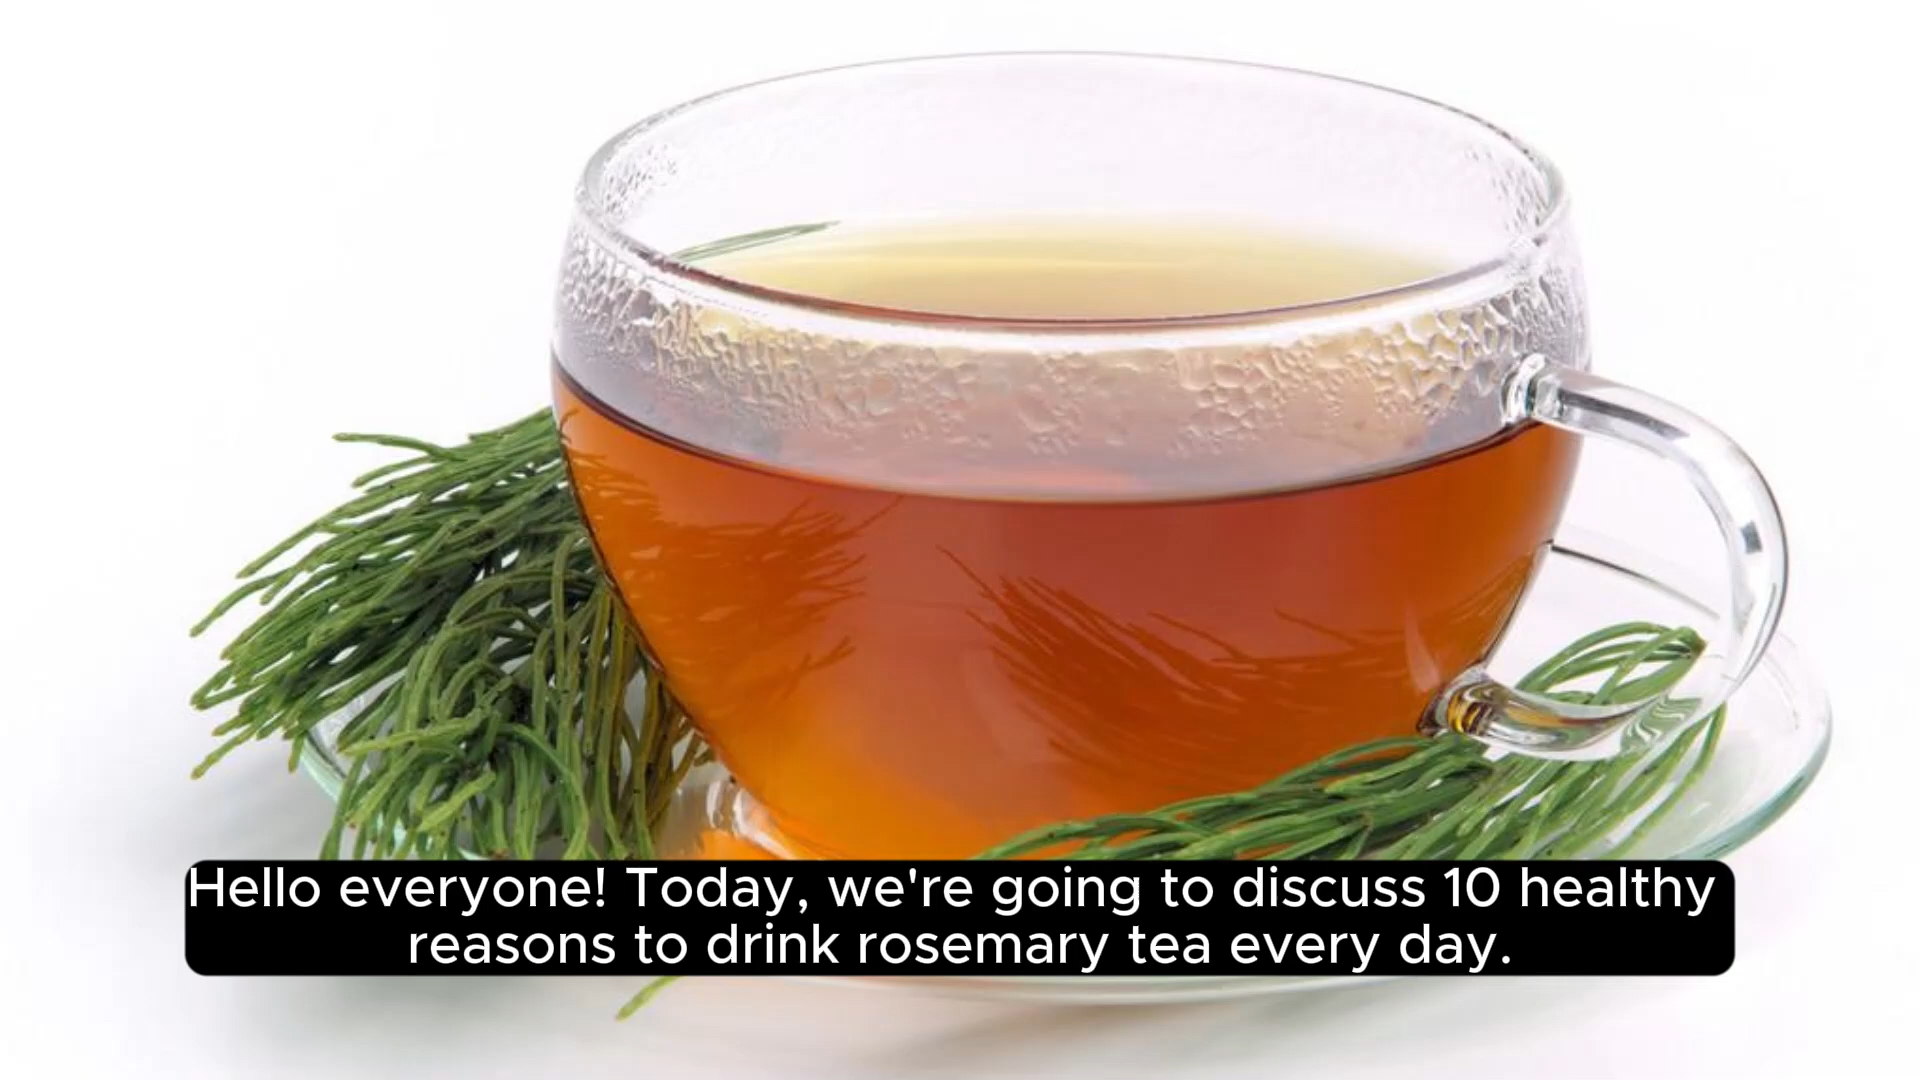 Hello everyone! Today, we're going to discuss 10 healthy
reasons to drink rosemary tea every day.